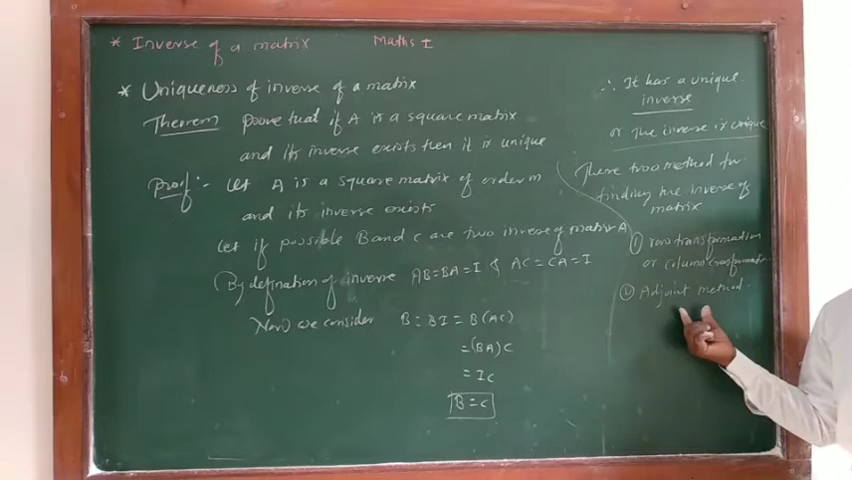 * Inverse of a matrix Maths I
* Uniqueness of inverse of a matrix
Theorem prove that if A is a square matrix
and its inverse exists then it is unique
Proof:- Let A is a square matrix of order m
and its inverse exists
Let if possible B and C are two inverse of matrix A
By defination of inverse AB=BA=I & AC=CA=I
Now we consider B=BI=B(AC)
=(BA)C
=IC
B=C
∴ It has a unique
inverse
or The inverse is unique
There two method for
finding the inverse of
matrix
① row transformation
or column transformation
② Adjoint method